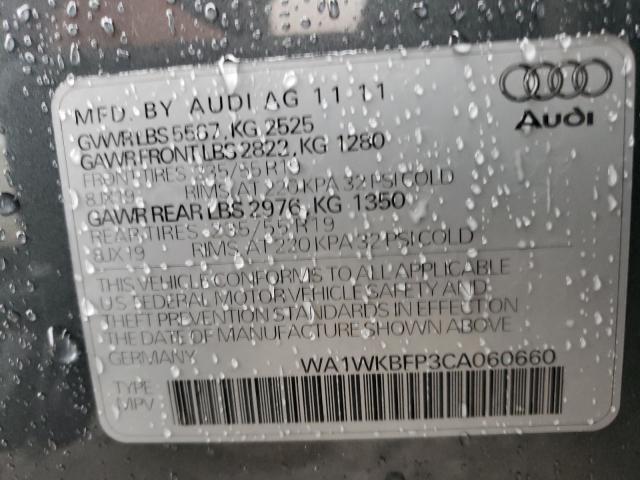 MFD. BY AUDI AG 11 11
GVWR LBS 5567, KG 2525
GAWR FRONT LBS 2822, KG 1280
FRONT TIRES 235/55 R19
8JX19 RIMS, AT 220 KPA 32 PSI COLD
GAWR REAR LBS 2976, KG 1350
REAR TIRES 235/55 R19
8JX19 RIMS, AT 220 KPA 32 PSI COLD
THIS VEHICLE CONFORMS TO ALL APPLICABLE
US FEDERAL MOTOR VEHICLE SAFETY AND
THEFT PREVENTION STANDARDS IN EFFECT ON
THE DATE OF MANUFACTURE SHOWN ABOVE
GERMANY WA1WKBFP3CA060660
TYPE
MPV
Audi